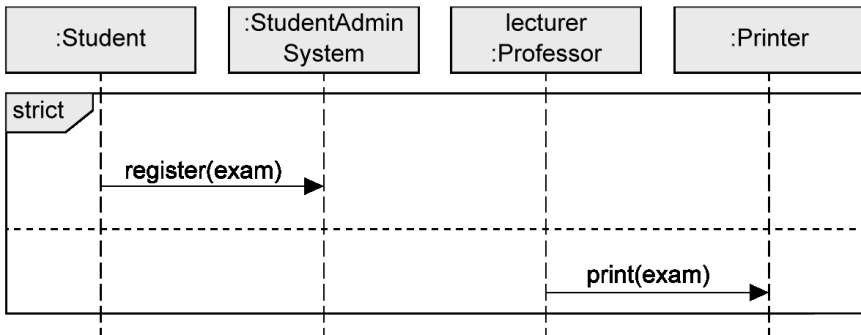 :Student
:StudentAdmin
System
lecturer
:Professor
:Printer
strict
register(exam)
print(exam)